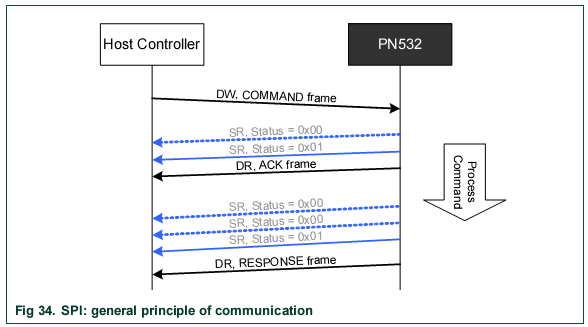 Host Controller
PN532
DW, COMMAND frame
SR, Status = 0x00
SR, Status = 0x01
DR, ACK frame
Process
Command
SR, Status = 0x00
SR, Status = 0x00
SR, Status = 0x01
DR, RESPONSE frame
Fig 34. SPI: general principle of communication